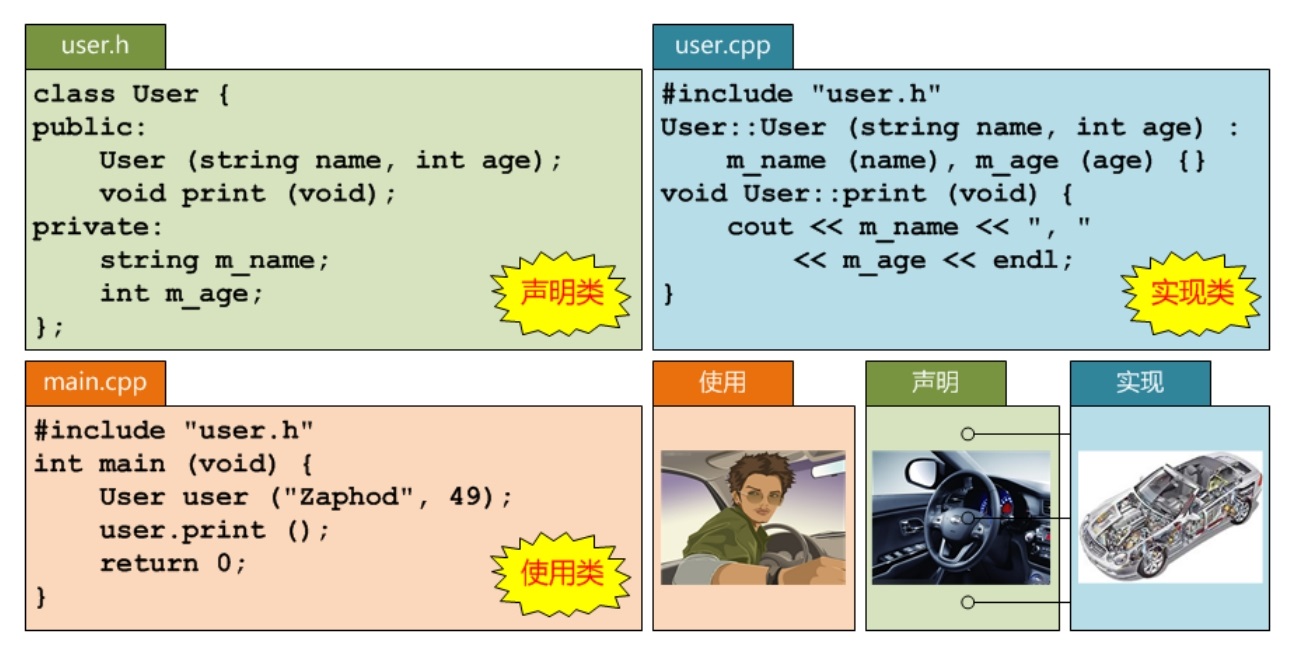 user.h
class User {
public:
    User (string name, int age);
    void print (void);
private:
    string m_name;
    int m_age;
};
声明类
user.cpp
#include "user.h"
User::User (string name, int age) :
    m_name (name), m_age (age) {}
void User::print (void) {
    cout << m_name << ", "
        << m_age << endl;
}
实现类
main.cpp
#include "user.h"
int main (void) {
    User user ("Zaphod", 49);
    user.print ();
    return 0;
}
使用类
使用
声明
实现